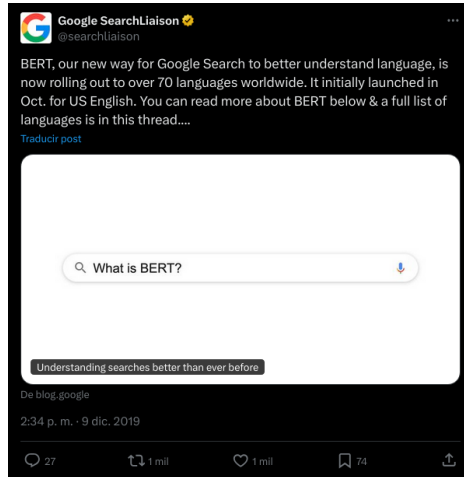 Google SearchLiaison
@searchliaison
BERT, our new way for Google Search to better understand language, is
now rolling out to over 70 languages worldwide. It initially launched in
Oct. for US English. You can read more about BERT below & a full list of
languages is in this thread....
Traducir post
What is BERT?
Understanding searches better than ever before
De blog.google
2:34 p. m. · 9 dic. 2019
27 1 mil 1 mil 74